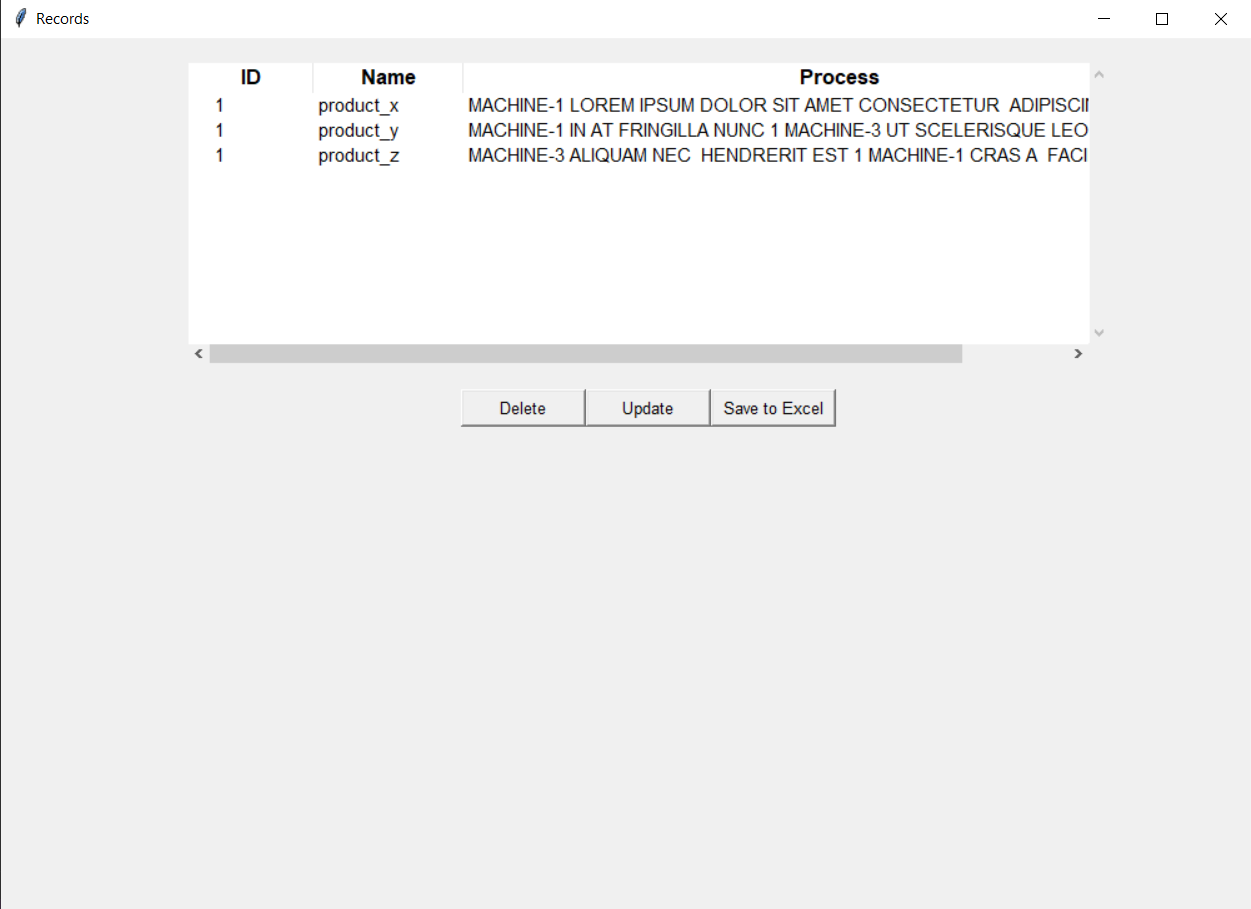 Records
ID Name Process
1 product_x MACHINE-1 LOREM IPSUM DOLOR SIT AMET CONSECTETUR  ADIPISCI
1 product_y MACHINE-1 IN AT FRINGILLA NUNC 1 MACHINE-3 UT SCELERISQUE LEO
1 product_z MACHINE-3 ALIQUAM NEC  HENDRERIT EST 1 MACHINE-1 CRAS A  FACI
Delete Update Save to Excel